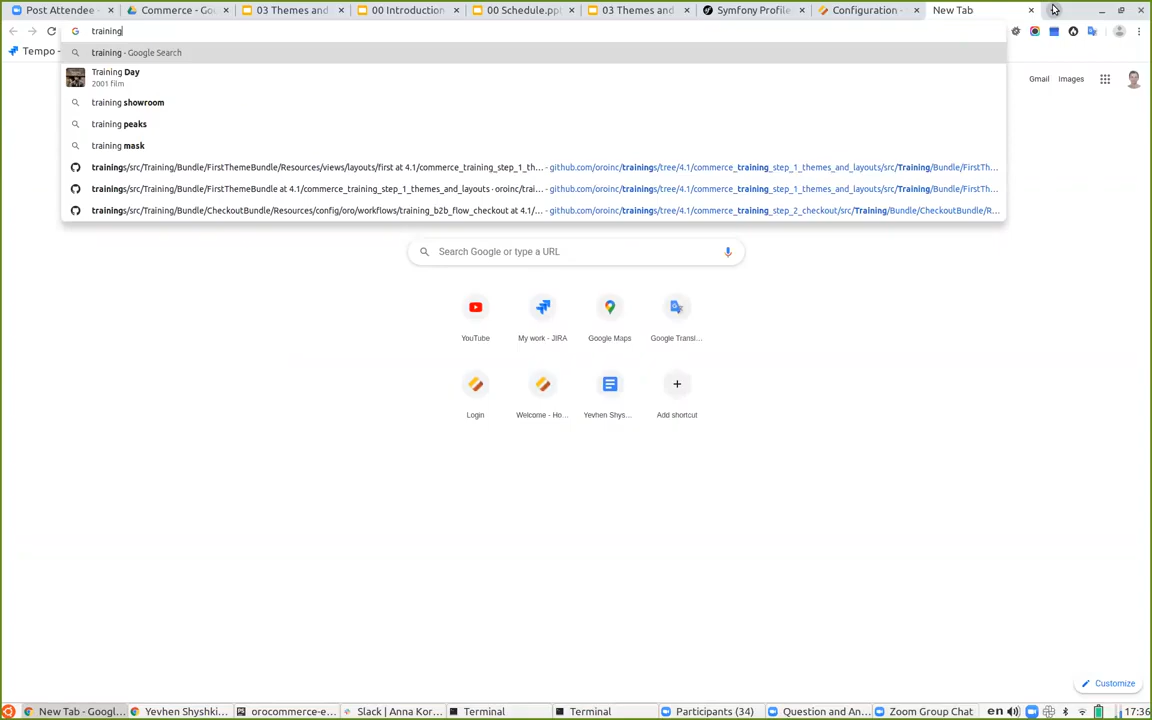 Post Attendee -
Commerce - Goo
03 Themes and
00 Introduction
00 Schedule.ppt
03 Themes and
Symfony Profile
Configuration -
New Tab
training
Tempo -
training - Google Search
Training Day
2001 film
training showroom
training peaks
training mask
trainings/src/Training/Bundle/FirstThemeBundle/Resources/views/layouts/first at 4.1/commerce_training_step_1_th... - github.com/oroinc/trainings/tree/4.1/commerce_training_step_1_themes_and_layouts/src/Training/Bundle/FirstTh...
trainings/src/Training/Bundle/FirstThemeBundle at 4.1/commerce_training_step_1_themes_and_layouts - oroinc/trai... - github.com/oroinc/trainings/tree/4.1/commerce_training_step_1_themes_and_layouts/src/Training/Bundle/FirstTh...
trainings/src/Training/Bundle/CheckoutBundle/Resources/config/oro/workflows/training_b2b_flow_checkout at 4.1/... - github.com/oroinc/trainings/tree/4.1/commerce_training_step_2_checkout/src/Training/Bundle/CheckoutBundle/R...
Gmail
Images
Search Google or type a URL
YouTube
My work - JIRA
Google Maps
Google Transl...
Login
Welcome - Ho...
Yevhen Shys...
Add shortcut
Customize
New Tab - Googl...
Yevhen Shyshki...
orocommerce-e...
Slack | Anna Kor...
Terminal
Terminal
Participants (34)
Question and An...
Zoom Group Chat
en
17:36